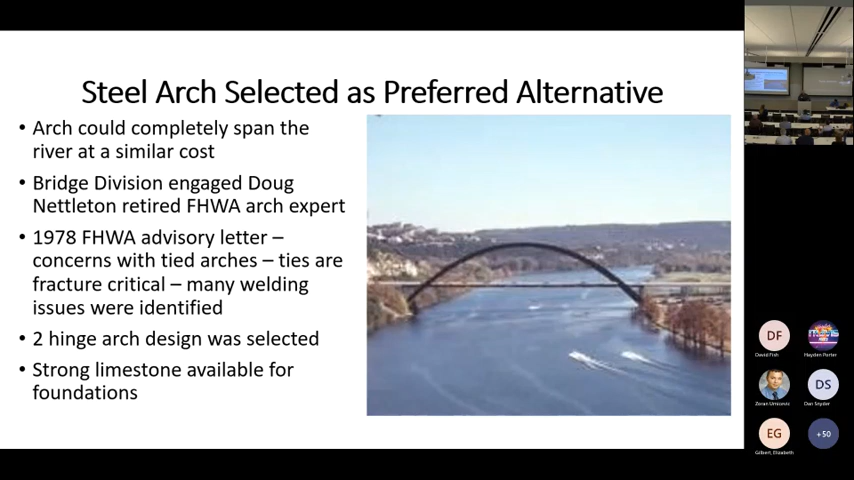 Steel Arch Selected as Preferred Alternative
• Arch could completely span the
river at a similar cost
• Bridge Division engaged Doug
Nettleton retired FHWA arch expert
• 1978 FHWA advisory letter –
concerns with tied arches – ties are
fracture critical – many welding
issues were identified
• 2 hinge arch design was selected
• Strong limestone available for
foundations
DF
David Fish
Hayden Porter
DS
Dan Snyder
EG
Gilbert, Elizabeth
+50